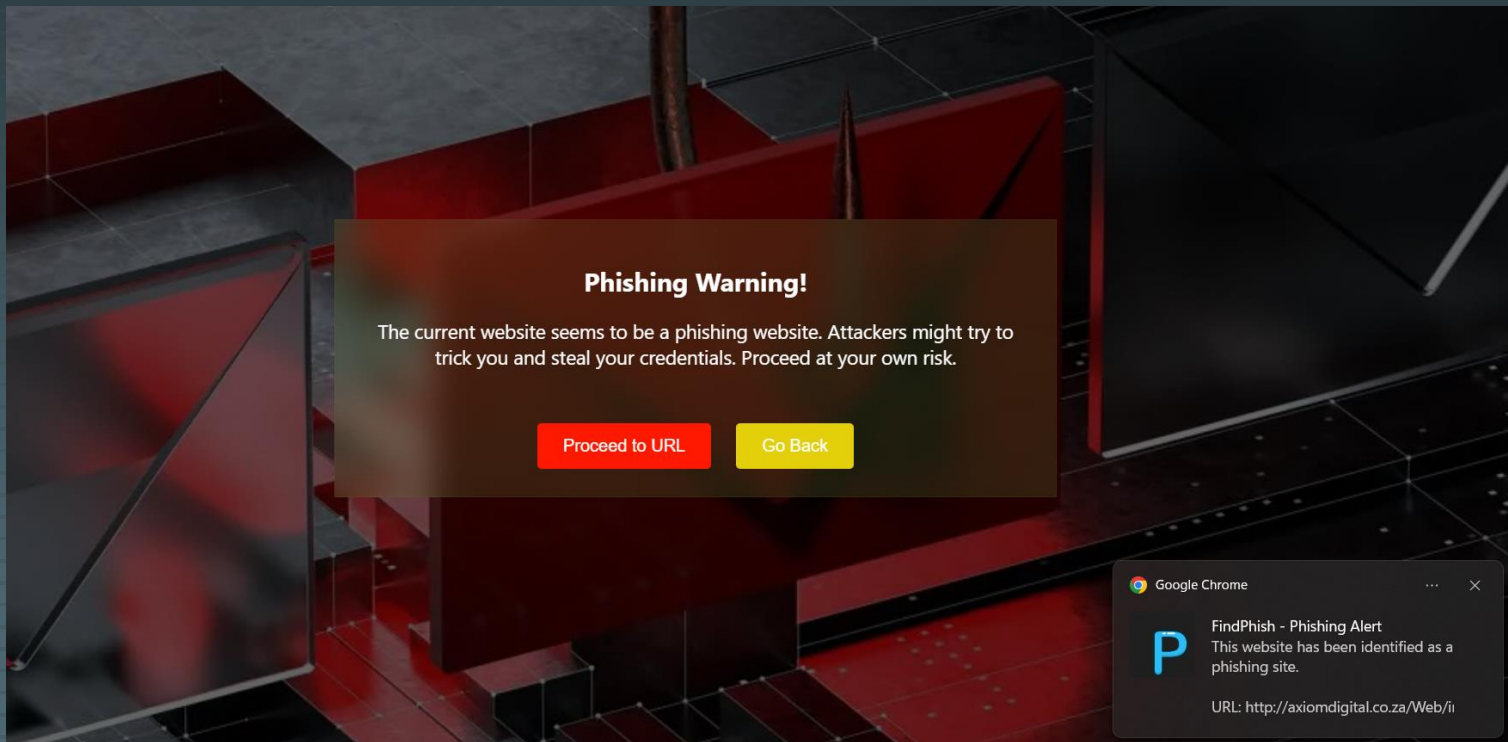 Phishing Warning!
The current website seems to be a phishing website. Attackers might try to
trick you and steal your credentials. Proceed at your own risk.
Proceed to URL
Go Back
Google Chrome
FindPhish - Phishing Alert
This website has been identified as a
phishing site.
URL: http://axiomdigital.co.za/Web/